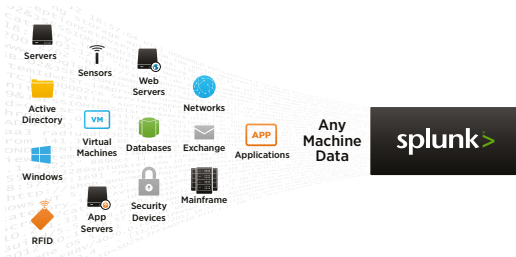 Servers
Sensors
Web
Servers
Active
Directory
VM
Virtual
Machines
Databases
Networks
Exchange
APP
Applications
Windows
RFID
App
Servers
Security
Devices
Mainframe
Any
Machine
Data
splunk>